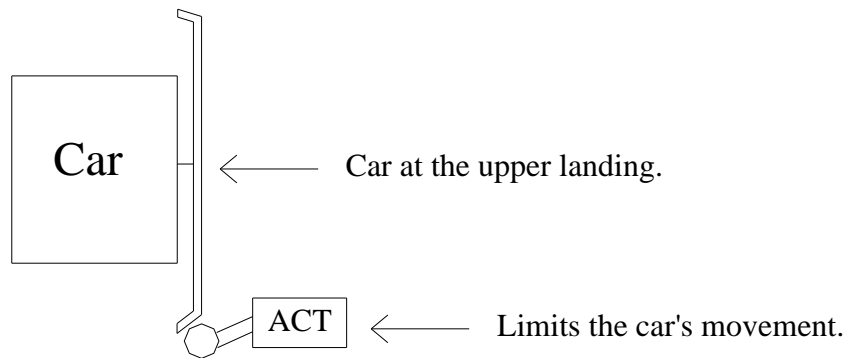 Car
Car at the upper landing.
ACT
Limits the car's movement.